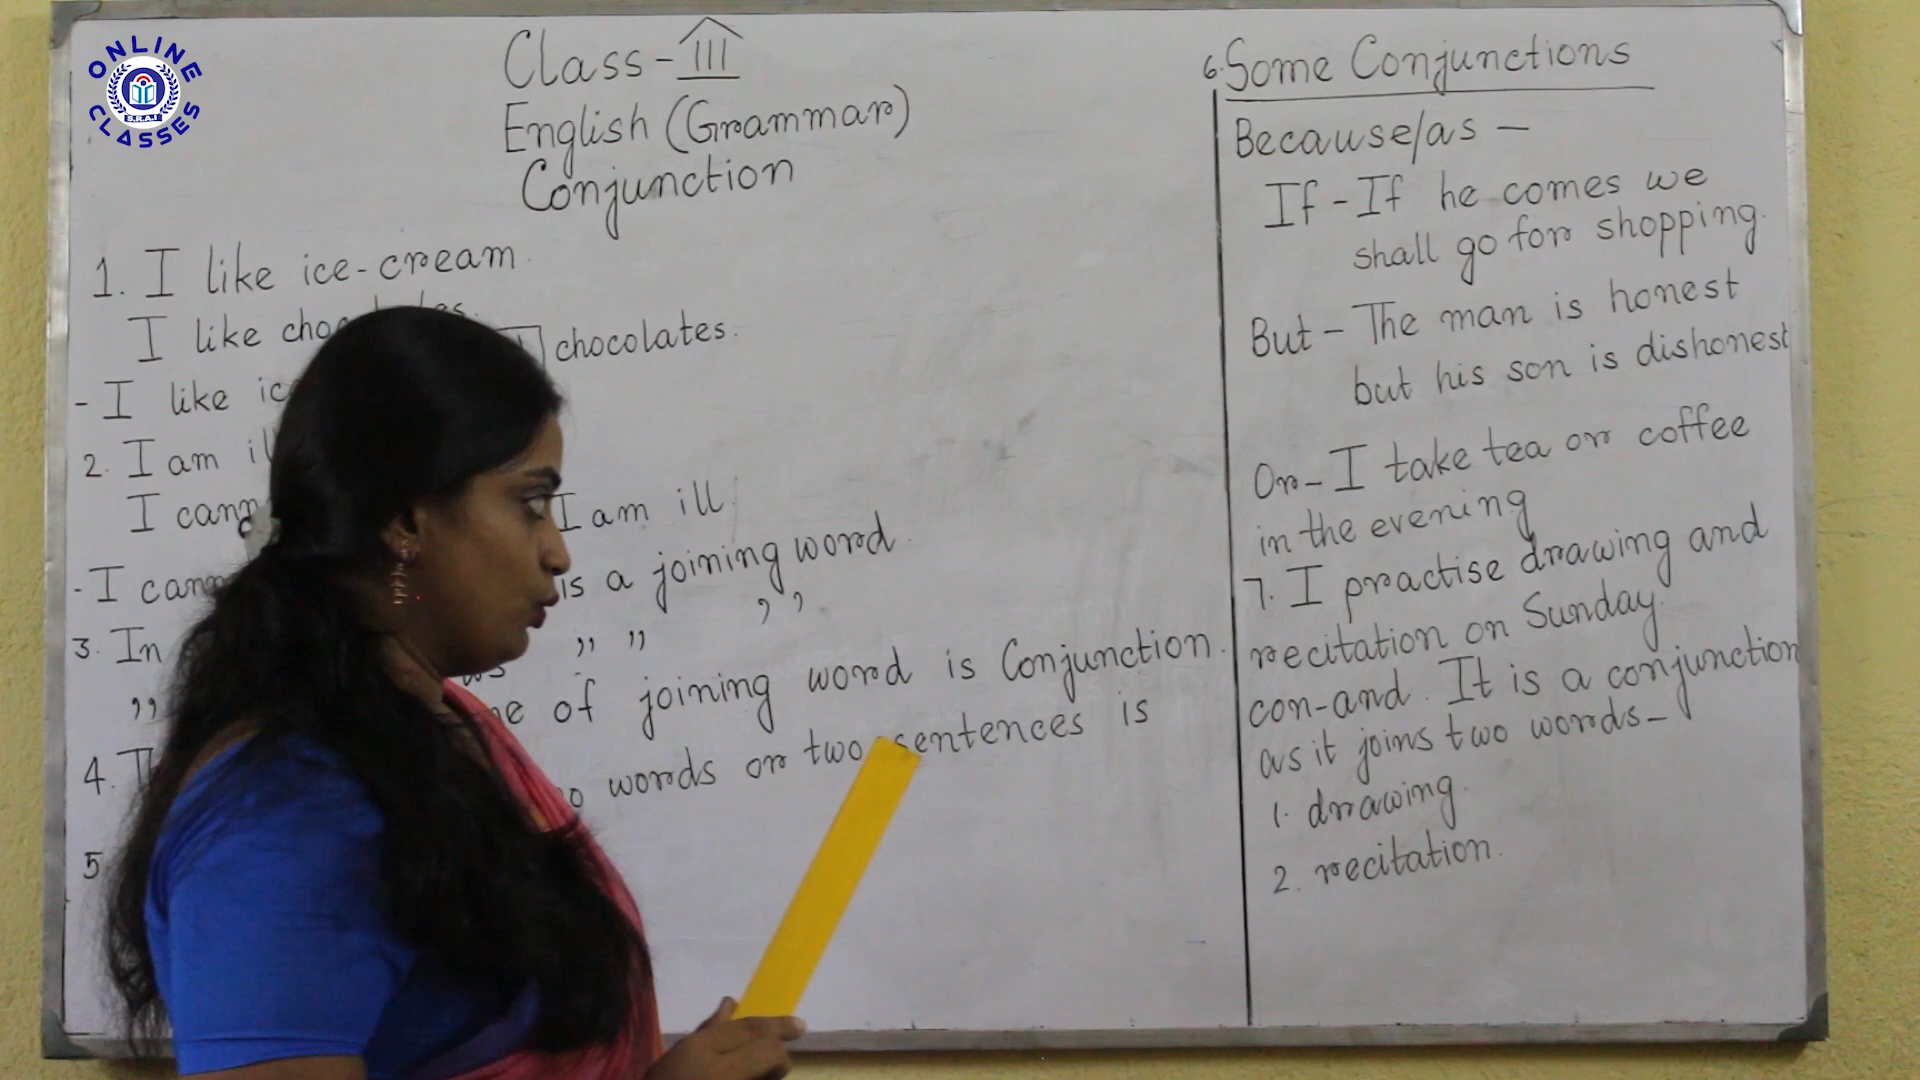 ONLINE CLASSES
S.R.A.I
Class-III
English (Grammar)
Conjunction
1. I like ice-cream.
I like chocolates.
- I like chocolates.
2. I am
I I am ill
- I is a joining word.
3. In ,, ,, ,,
,,
4. of joining word is Conjunction.
5 words or two sentences is
6. Some Conjunctions
Because/as -
If - If he comes we
shall go for shopping.
But - The man is honest
but his son is dishonest
Or - I take tea or coffee
in the evening
7. I practise drawing and
recitation on Sunday.
con-and. It is a conjunction
as it joins two words-
1. drawing.
2. recitation.